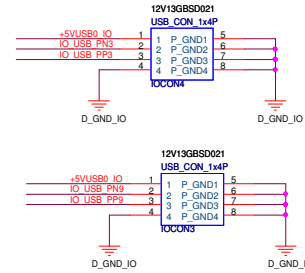 12V13GBSD021
USB_CON_1x4P
+5VUSB0_IO 1 1 P_GND1 5
IO_USB_PN3 2 2 P_GND2 6
IO_USB_PP3 3 3 P_GND3 7
4 4 P_GND4 8
IOCON4
D_GND_IO D_GND_IO
12V13GBSD021
USB_CON_1x4P
+5VUSB0_IO 1 1 P_GND1 5
IO_USB_PN9 2 2 P_GND2 6
IO_USB_PP9 3 3 P_GND3 7
4 4 P_GND4 8
IOCON3
D_GND_IO D_GND_I